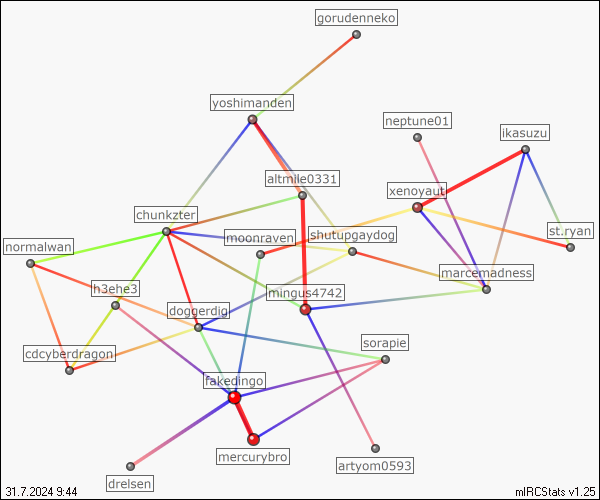 gorudenneko
yoshimanden
neptune01
ikasuzu
altmile0331
xenoyaut
chunkzter
moonraven
shutupgaydog
st.ryan
normalwan
marcemadness
h3ehe3
mingus4742
doggerdig
sorapie
cdcyberdragon
fakedingo
mercurybro
artyom0593
drelsen
31.7.2024 9:44
mIRCStats v1.25